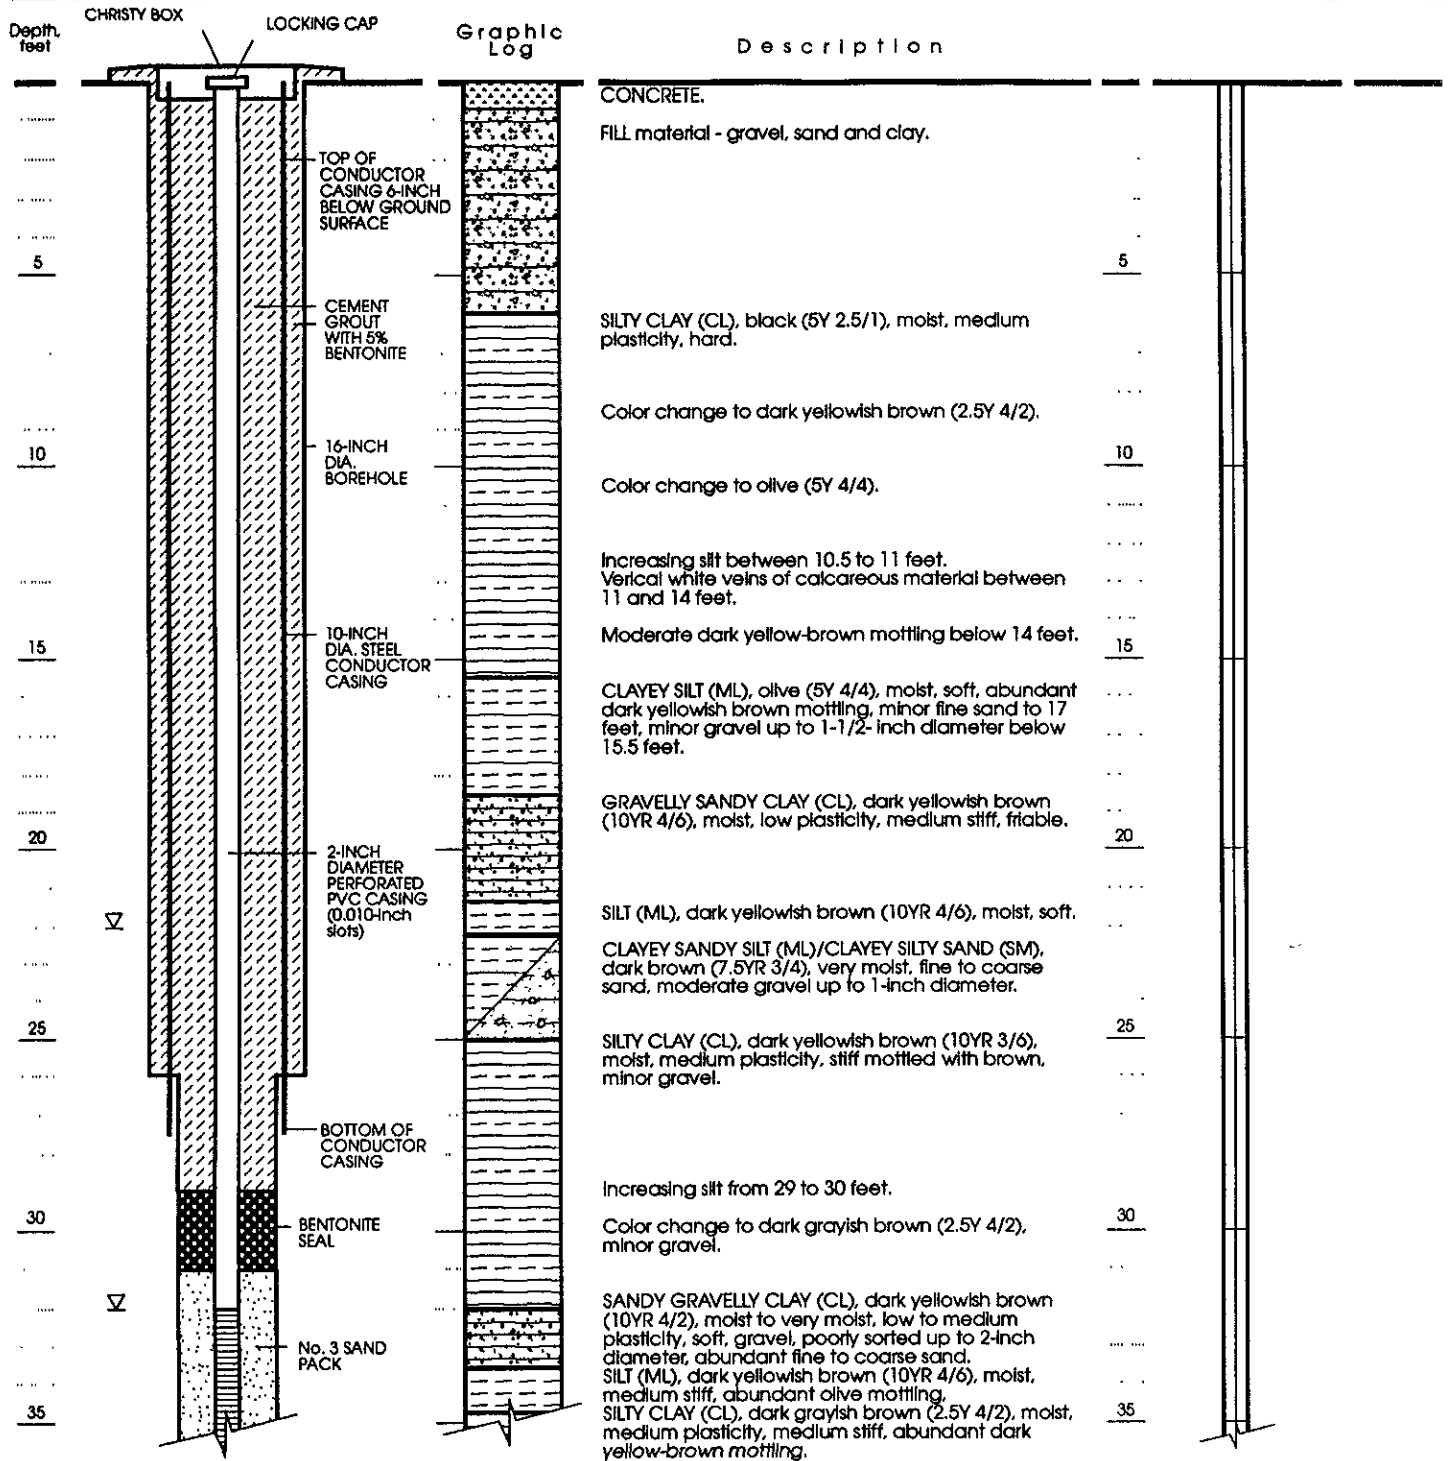 CHRISTY BOX
LOCKING CAP
Depth,
feet
Graphic
Log
Description
CONCRETE.
FILL material - gravel, sand and clay.
TOP OF
CONDUCTOR
CASING 6-INCH
BELOW GROUND
SURFACE
5
5
CEMENT
GROUT
WITH 5%
BENTONITE
SILTY CLAY (CL), black (5Y 2.5/1), moist, medium
plasticity, hard.
Color change to dark yellowish brown (2.5Y 4/2).
10
16-INCH
DIA.
BOREHOLE
10
Color change to olive (5Y 4/4).
Increasing silt between 10.5 to 11 feet.
Verical white veins of calcareous material between
11 and 14 feet.
15
10-INCH
DIA. STEEL
CONDUCTOR
CASING
Moderate dark yellow-brown mottling below 14 feet.
15
CLAYEY SILT (ML), olive (5Y 4/4), moist, soft, abundant
dark yellowish brown mottling, minor fine sand to 17
feet, minor gravel up to 1-1/2- inch diameter below
15.5 feet.
GRAVELLY SANDY CLAY (CL), dark yellowish brown
(10YR 4/6), moist, low plasticity, medium stiff, friable.
20
20
2-INCH
DIAMETER
PERFORATED
PVC CASING
(0.010-inch
slots)
SILT (ML), dark yellowish brown (10YR 4/6), moist, soft.
CLAYEY SANDY SILT (ML)/CLAYEY SILTY SAND (SM),
dark brown (7.5YR 3/4), very moist, fine to coarse
sand, moderate gravel up to 1-inch diameter.
25
25
SILTY CLAY (CL), dark yellowish brown (10YR 3/6),
moist, medium plasticity, stiff mottled with brown,
minor gravel.
BOTTOM OF
CONDUCTOR
CASING
Increasing silt from 29 to 30 feet.
30
BENTONITE
SEAL
Color change to dark grayish brown (2.5Y 4/2),
minor gravel.
30
SANDY GRAVELLY CLAY (CL), dark yellowish brown
(10YR 4/2), moist to very moist, low to medium
plasticity, soft, gravel, poorly sorted up to 2-inch
diameter, abundant fine to coarse sand.
No. 3 SAND
PACK
SILT (ML), dark yellowish brown (10YR 4/6), moist,
medium stiff, abundant olive mottling,
35
35
SILTY CLAY (CL), dark grayish brown (2.5Y 4/2), moist,
medium plasticity, medium stiff, abundant dark
yellow-brown mottling.